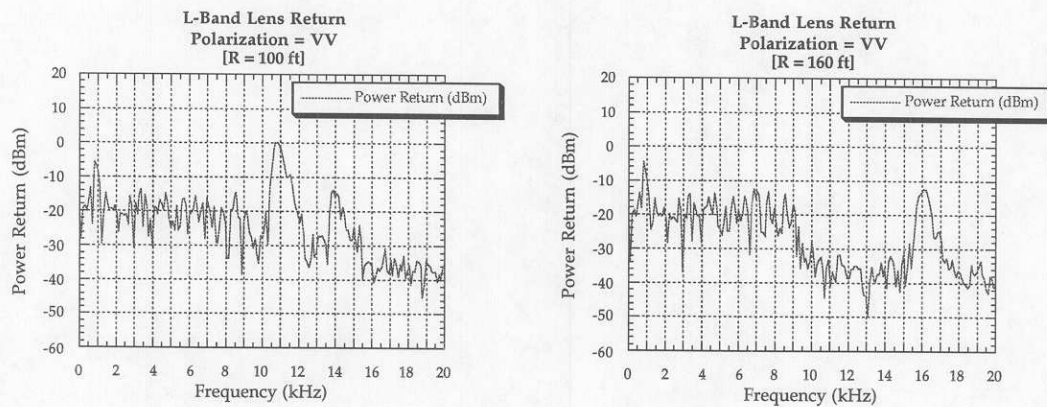 L-Band Lens Return
Polarization = VV
[R = 100 ft]
Power Return (dBm)
20
10
0
-10
-20
-30
-40
-50
-60
Power Return (dBm)
0 2 4 6 8 10 12 14 16 18 20
Frequency (kHz)
L-Band Lens Return
Polarization = VV
[R = 160 ft]
Power Return (dBm)
20
10
0
-10
-20
-30
-40
-50
-60
Power Return (dBm)
0 2 4 6 8 10 12 14 16 18 20
Frequency (kHz)